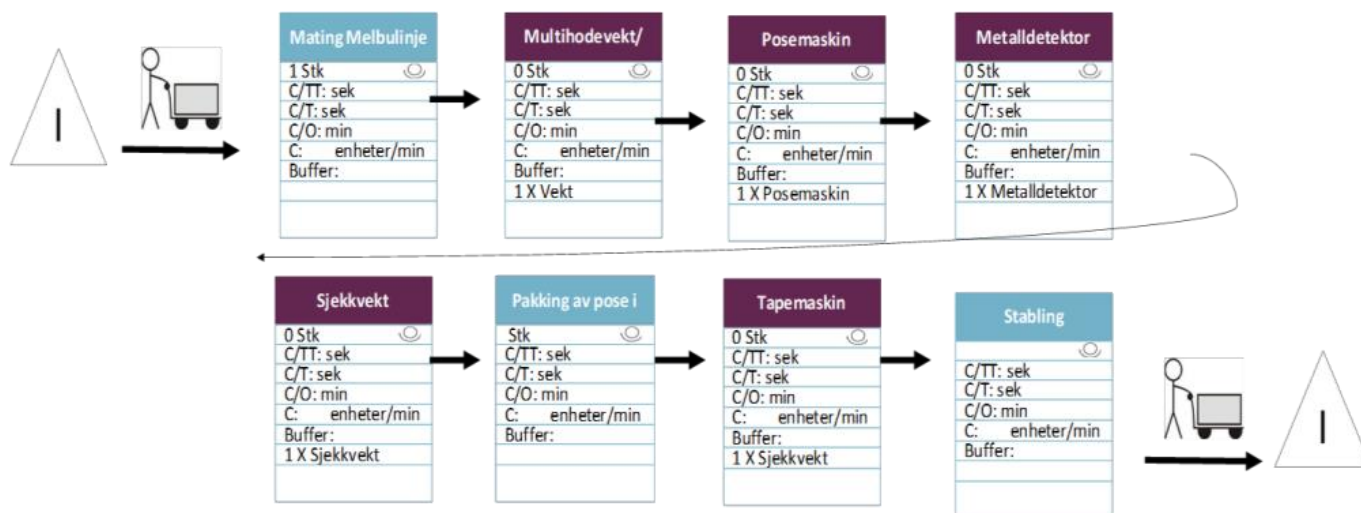 I
Mating Melbulinje
1 Stk
C/TT: sek
C/T: sek
C/O: min
C: enheter/min
Buffer:
Multihodevekt/
0 Stk
C/TT: sek
C/T: sek
C/O: min
C: enheter/min
Buffer:
1 X Vekt
Posemaskin
0 Stk
C/TT: sek
C/T: sek
C/O: min
C: enheter/min
Buffer:
1 X Posemaskin
Metalldetektor
0 Stk
C/TT: sek
C/T: sek
C/O: min
C: enheter/min
Buffer:
1 X Metalldetektor
Sjekkvekt
0 Stk
C/TT: sek
C/T: sek
C/O: min
C: enheter/min
Buffer:
1 X Sjekkvekt
Pakking av pose i
Stk
C/TT: sek
C/T: sek
C/O: min
C: enheter/min
Buffer:
Tapemaskin
0 Stk
C/TT: sek
C/T: sek
C/O: min
C: enheter/min
Buffer:
1 X Sjekkvekt
Stabling
C/TT: sek
C/T: sek
C/O: min
C: enheter/min
Buffer:
I